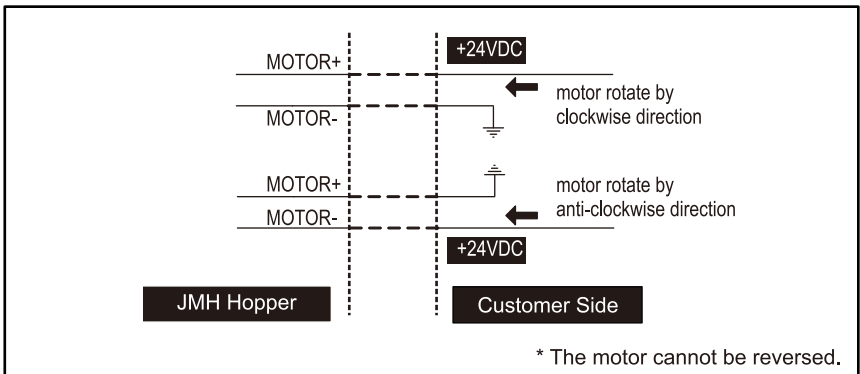 +24VDC
MOTOR+
motor rotate by
clockwise direction
MOTOR-
MOTOR+
motor rotate by
anti-clockwise direction
MOTOR-
+24VDC
JMH Hopper
Customer Side
* The motor cannot be reversed.